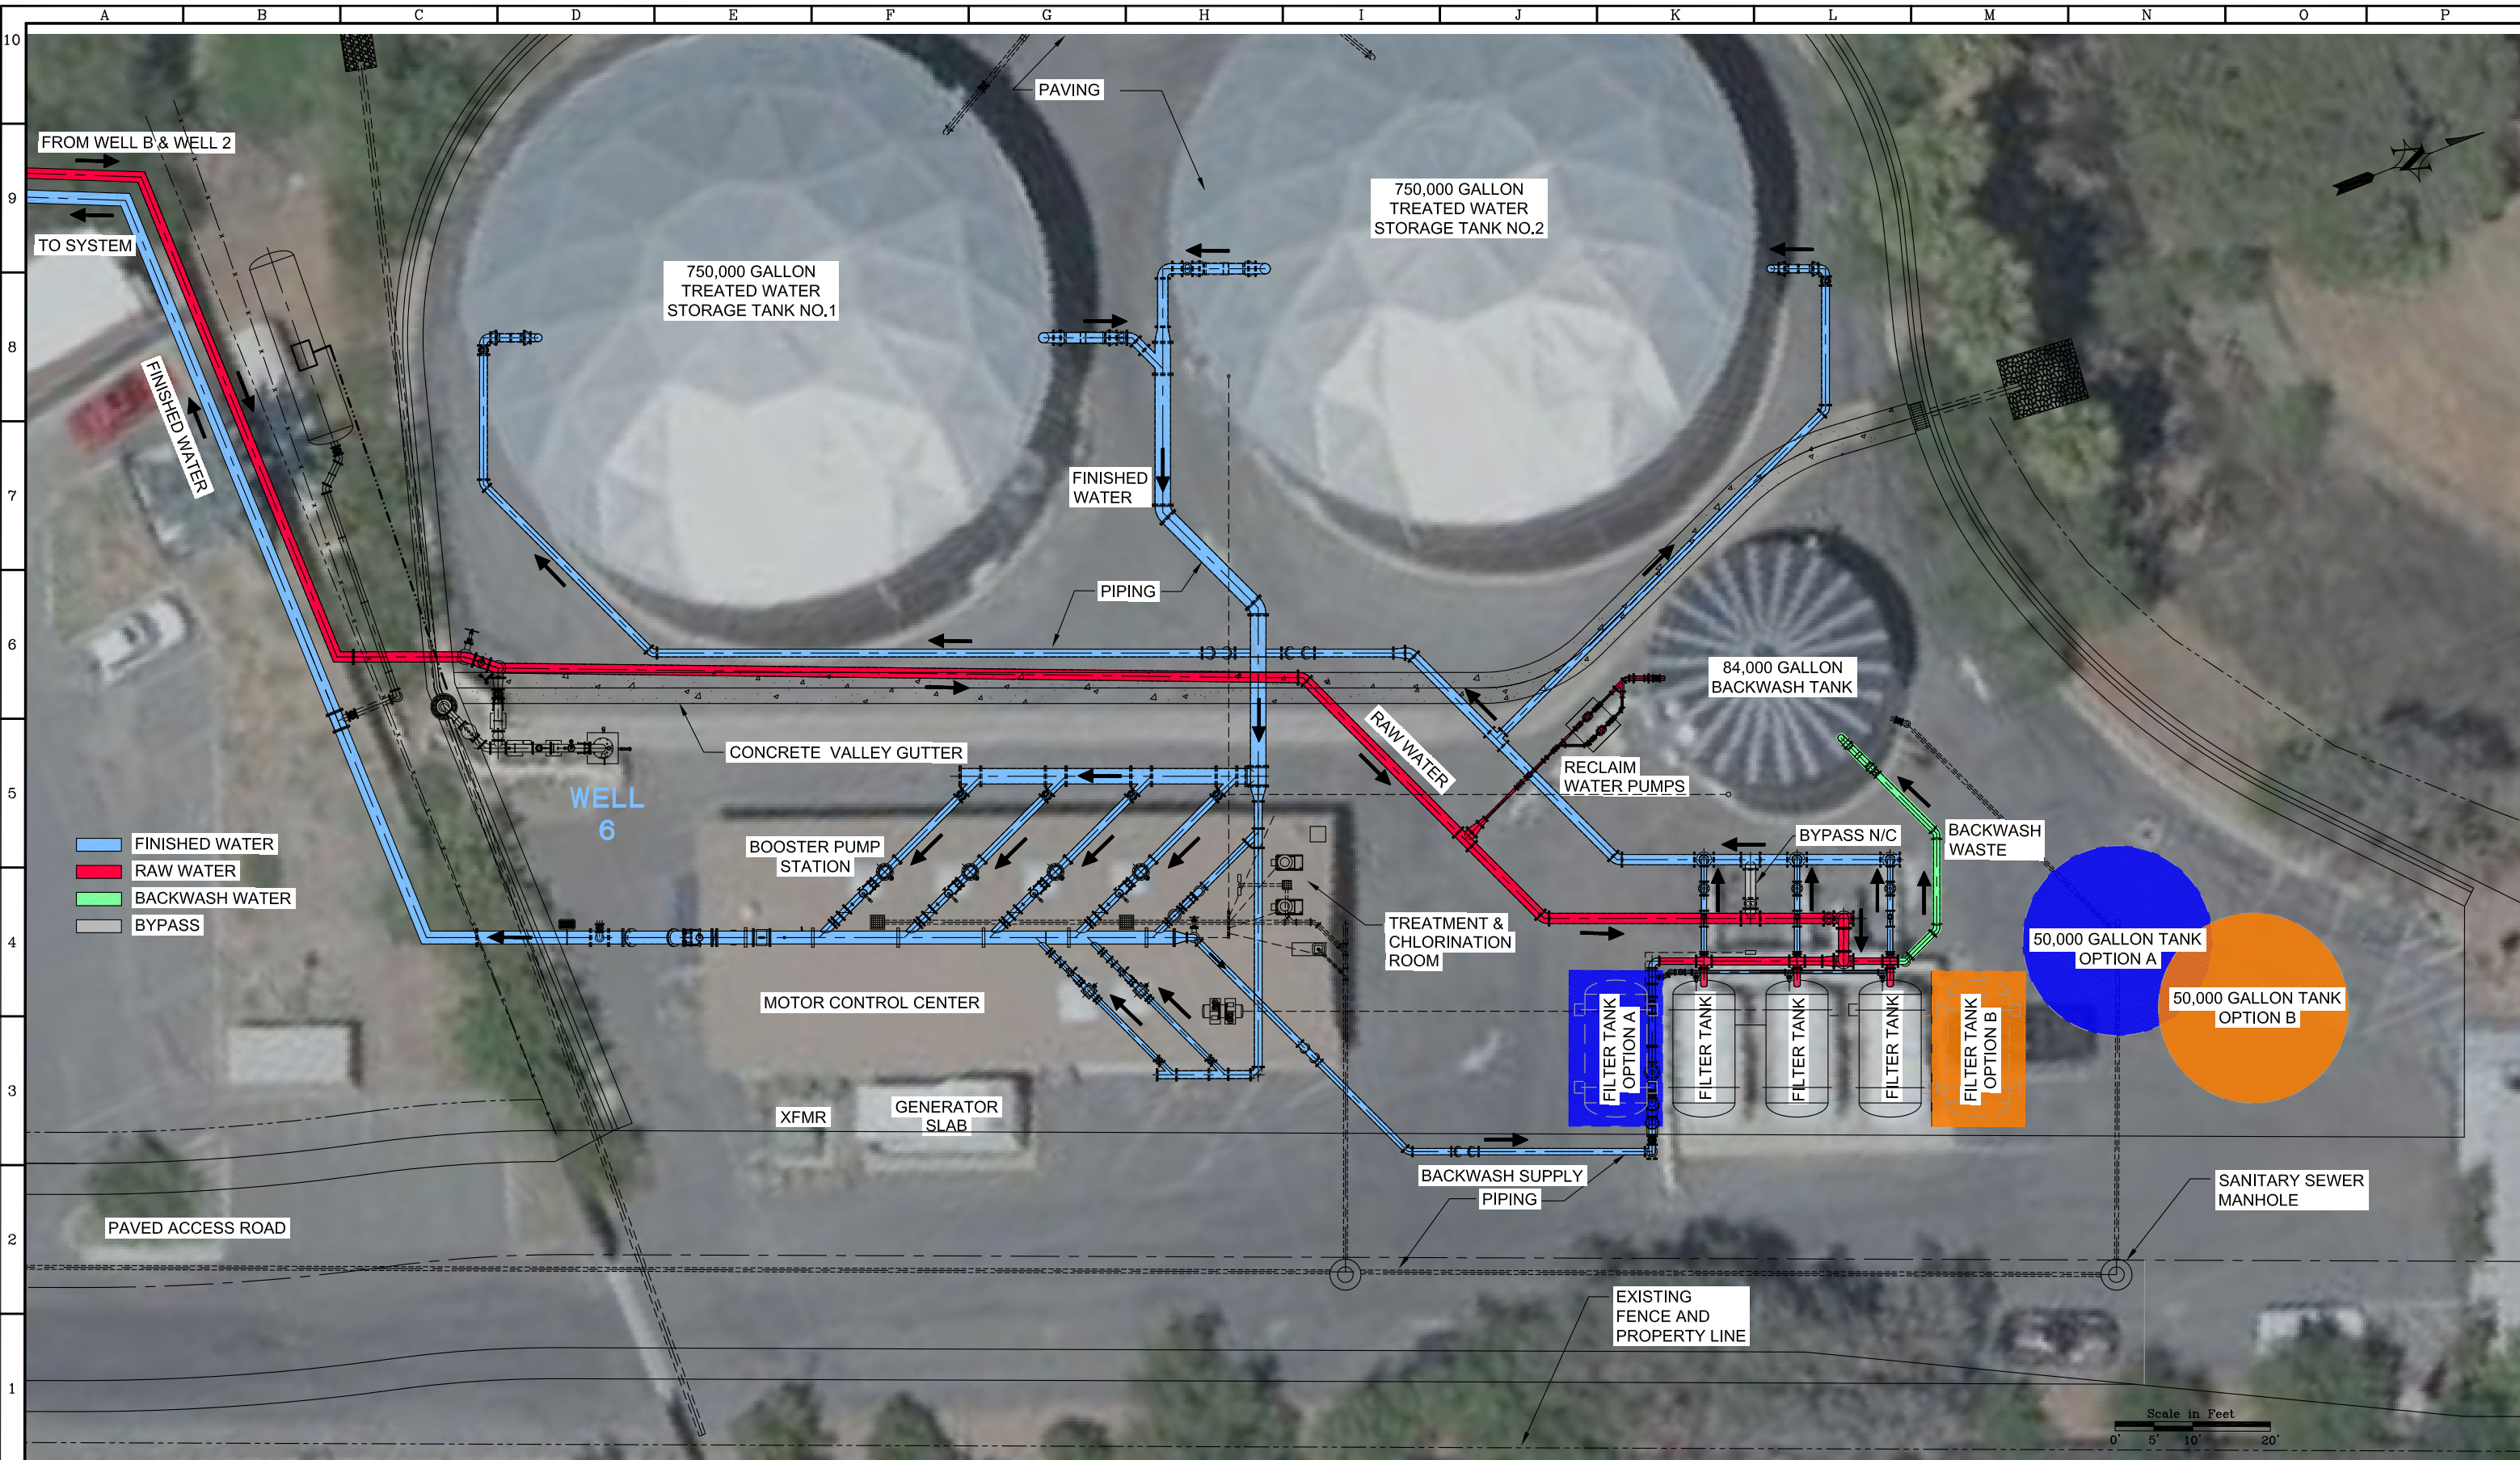 A B C D E F G H I J K L M N O P
10
PAVING
FROM WELL B & WELL 2
9
TO SYSTEM
750,000 GALLON
TREATED WATER
STORAGE TANK NO.2
750,000 GALLON
TREATED WATER
STORAGE TANK NO.1
8
FINISHED WATER
7
FINISHED
WATER
PIPING
6
84,000 GALLON
BACKWASH TANK
RAW WATER
CONCRETE VALLEY GUTTER
RECLAIM
WATER PUMPS
5
WELL
6
FINISHED WATER
RAW WATER
BACKWASH WATER
BYPASS
BOOSTER PUMP
STATION
BYPASS N/C
BACKWASH
WASTE
4
TREATMENT &
CHLORINATION
ROOM
50,000 GALLON TANK
OPTION A
50,000 GALLON TANK
OPTION B
MOTOR CONTROL CENTER
FILTER TANK
OPTION A
FILTER TANK
FILTER TANK
FILTER TANK
FILTER TANK
OPTION B
3
XFMR
GENERATOR
SLAB
BACKWASH SUPPLY
PIPING
SANITARY SEWER
MANHOLE
PAVED ACCESS ROAD
2
EXISTING
FENCE AND
PROPERTY LINE
1
Scale in Feet
0' 5' 10' 20'